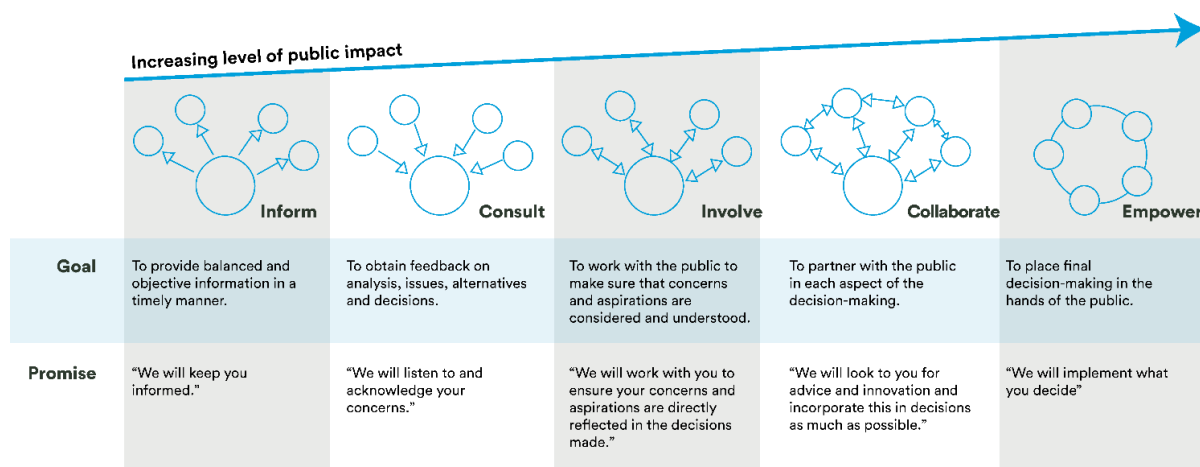 Increasing level of public impact
Inform
Consult
Involve
Collaborate
Empower
Goal
To provide balanced and
objective information in a
timely manner.
To obtain feedback on
analysis, issues, alternatives
and decisions.
To work with the public to
make sure that concerns
and aspirations are
considered and understood.
To partner with the public
in each aspect of the
decision-making.
To place final
decision-making in the
hands of the public.
Promise
“We will keep you
informed.”
“We will listen to and
acknowledge your
concerns.”
“We will work with you to
ensure your concerns and
aspirations are directly
reflected in the decisions
made.”
“We will look to you for
advice and innovation and
incorporate this in decisions
as much as possible.”
“We will implement what
you decide”